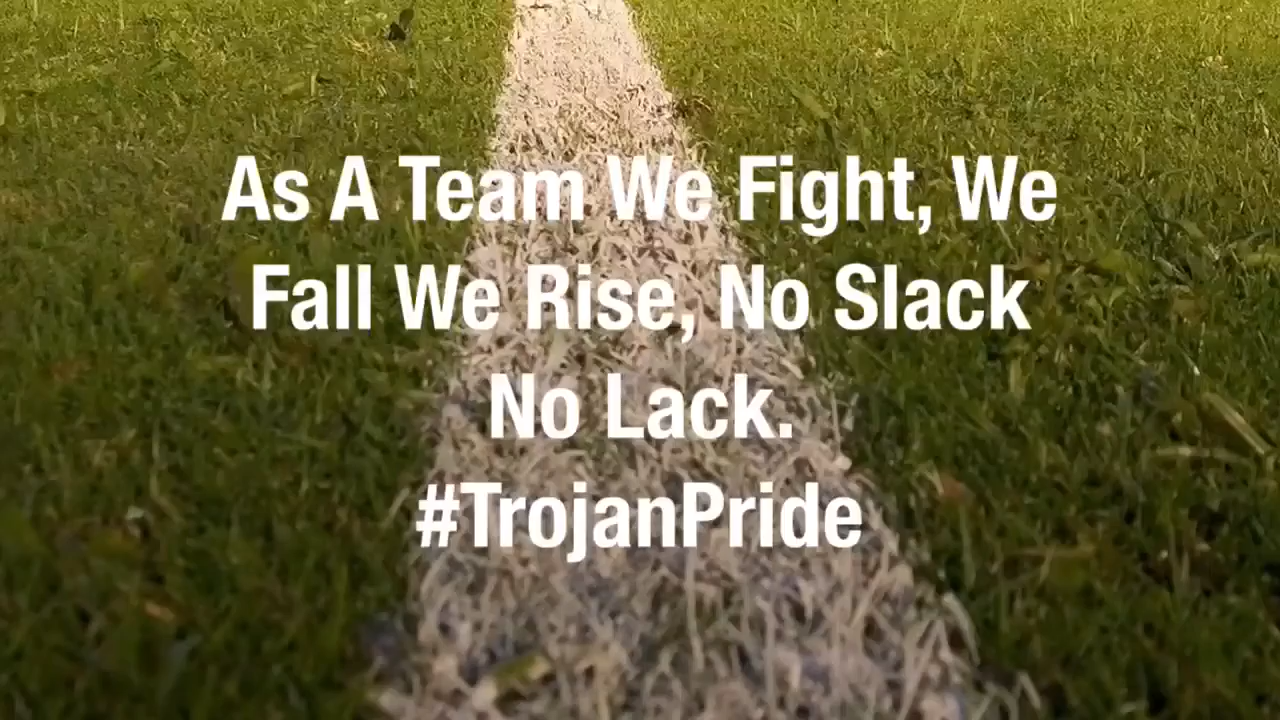 As A Team We Fight, We
Fall We Rise, No Slack
No Lack.
#TrojanPride